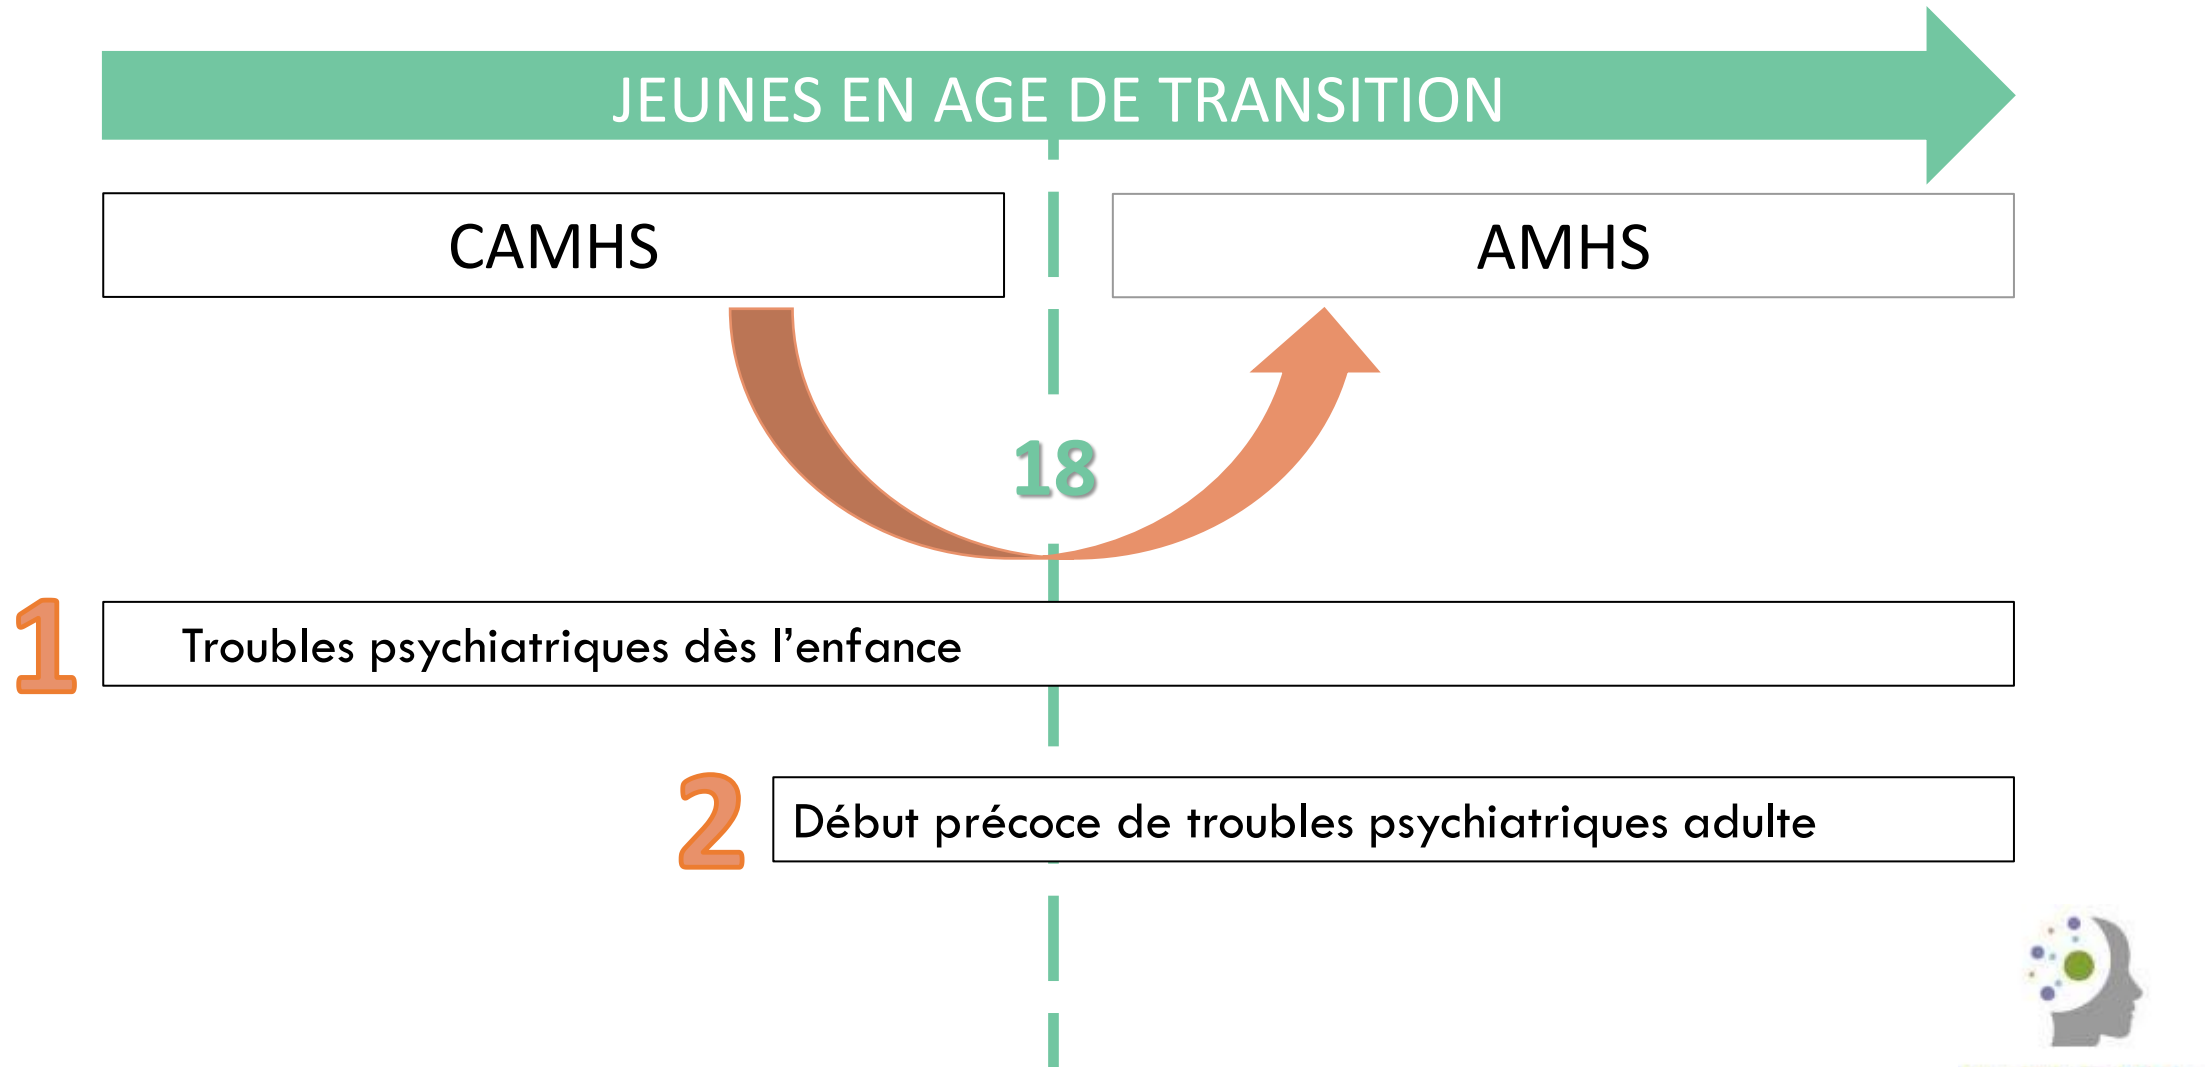 JEUNES EN AGE DE TRANSITION
CAMHS
AMHS
18
1
Troubles psychiatriques dès l’enfance
2
Début précoce de troubles psychiatriques adulte